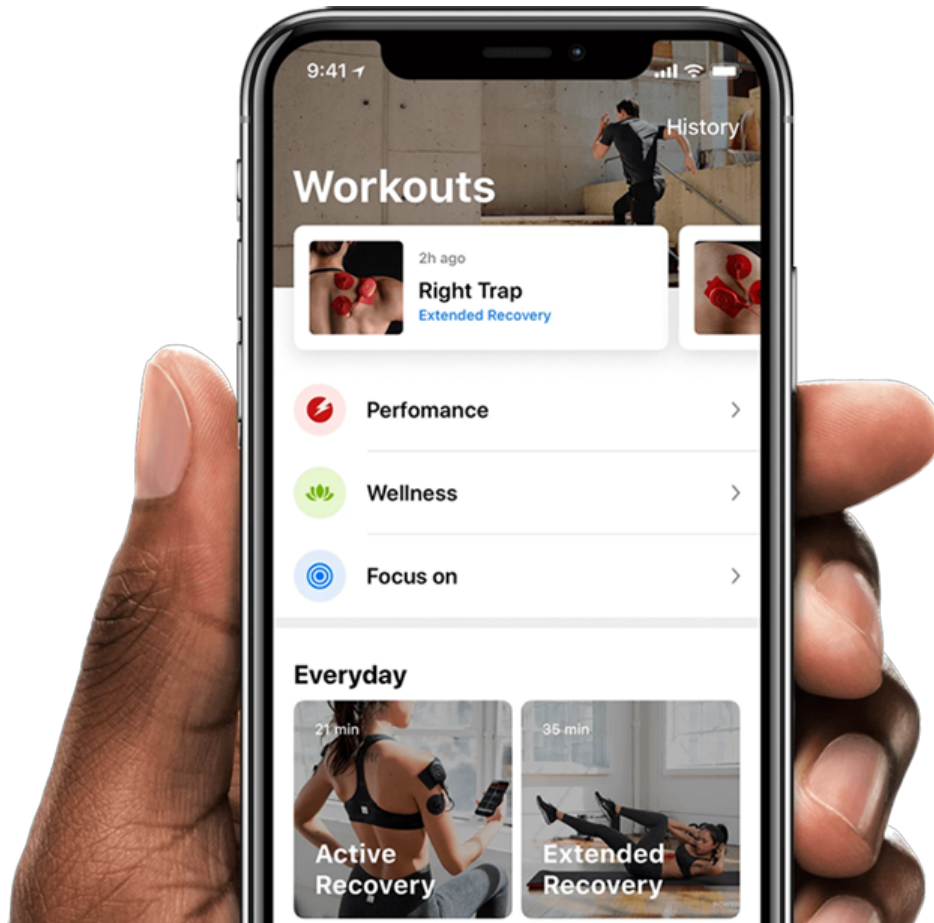 9:41
History
Workouts
2h ago
Right Trap
Extended Recovery
Perfomance
Wellness
Focus on
Everyday
21 min
35 min
Active
Recovery
Extended
Recovery